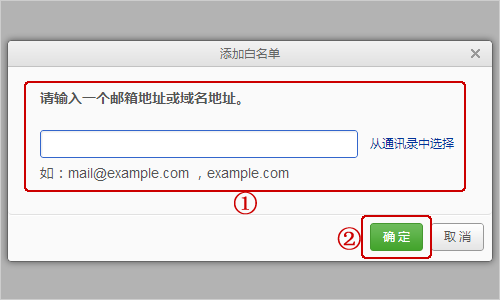 添加白名单
请输入一个邮箱地址或域名地址。
从通讯录中选择
如：mail@example.com ，example.com
①
② 确定 取消